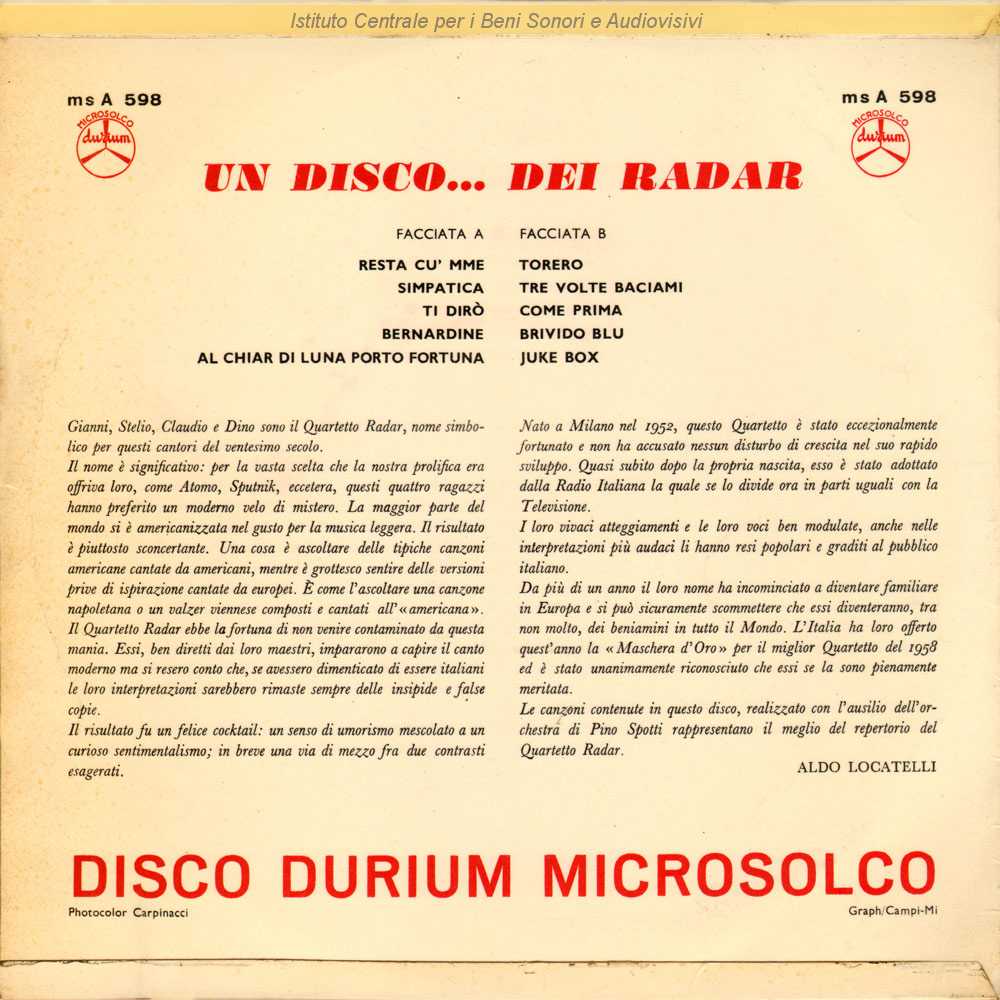 Istituto Centrale per i Beni Sonori e Audiovisivi
ms A 598
ms A 598
MICROSOLCO
durium
MICROSOLCO
durium
UN DISCO... DEI RADAR
FACCIATA A
RESTA CU' MME
SIMPATICA
TI DIRÒ
BERNARDINE
AL CHIAR DI LUNA PORTO FORTUNA
FACCIATA B
TORERO
TRE VOLTE BACIAMI
COME PRIMA
BRIVIDO BLU
JUKE BOX
Gianni, Stelio, Claudio e Dino sono il Quartetto Radar, nome simbo-
lico per questi cantori del ventesimo secolo.
Il nome è significativo: per la vasta scelta che la nostra prolifica era
offriva loro, come Atomo, Sputnik, eccetera, questi quattro ragazzi
hanno preferito un moderno velo di mistero. La maggior parte del
mondo si è americanizzata nel gusto per la musica leggera. Il risultato
è piuttosto sconcertante. Una cosa è ascoltare delle tipiche canzoni
americane cantate da americani, mentre è grottesco sentire delle versioni
prive di ispirazione cantate da europei. È come l'ascoltare una canzone
napoletana o un valzer viennese composti e cantati all'«americana».
Il Quartetto Radar ebbe la fortuna di non venire contaminato da questa
mania. Essi, ben diretti dai loro maestri, impararono a capire il canto
moderno ma si resero conto che, se avessero dimenticato di essere italiani
le loro interpretazioni sarebbero rimaste sempre delle insipide e false
copie.
Il risultato fu un felice cocktail: un senso di umorismo mescolato a un
curioso sentimentalismo; in breve una via di mezzo fra due contrasti
esagerati.
Nato a Milano nel 1952, questo Quartetto è stato eccezionalmente
fortunato e non ha accusato nessun disturbo di crescita nel suo rapido
sviluppo. Quasi subito dopo la propria nascita, esso è stato adottato
dalla Radio Italiana la quale se lo divide ora in parti uguali con la
Televisione.
I loro vivaci atteggiamenti e le loro voci ben modulate, anche nelle
interpretazioni più audaci li hanno resi popolari e graditi al pubblico
italiano.
Da più di un anno il loro nome ha incominciato a diventare familiare
in Europa e si può sicuramente scommettere che essi diventeranno, tra
non molto, dei beniamini in tutto il Mondo. L'Italia ha loro offerto
quest'anno la «Maschera d'Oro» per il miglior Quartetto del 1958
ed è stato unanimamente riconosciuto che essi se la sono pienamente
meritata.
Le canzoni contenute in questo disco, realizzato con l'ausilio dell'or-
chestra di Pino Spotti rappresentano il meglio del repertorio del
Quartetto Radar.
ALDO LOCATELLI
DISCO DURIUM MICROSOLCO
Photocolor Carpinacci
Graph/Campi-Mi